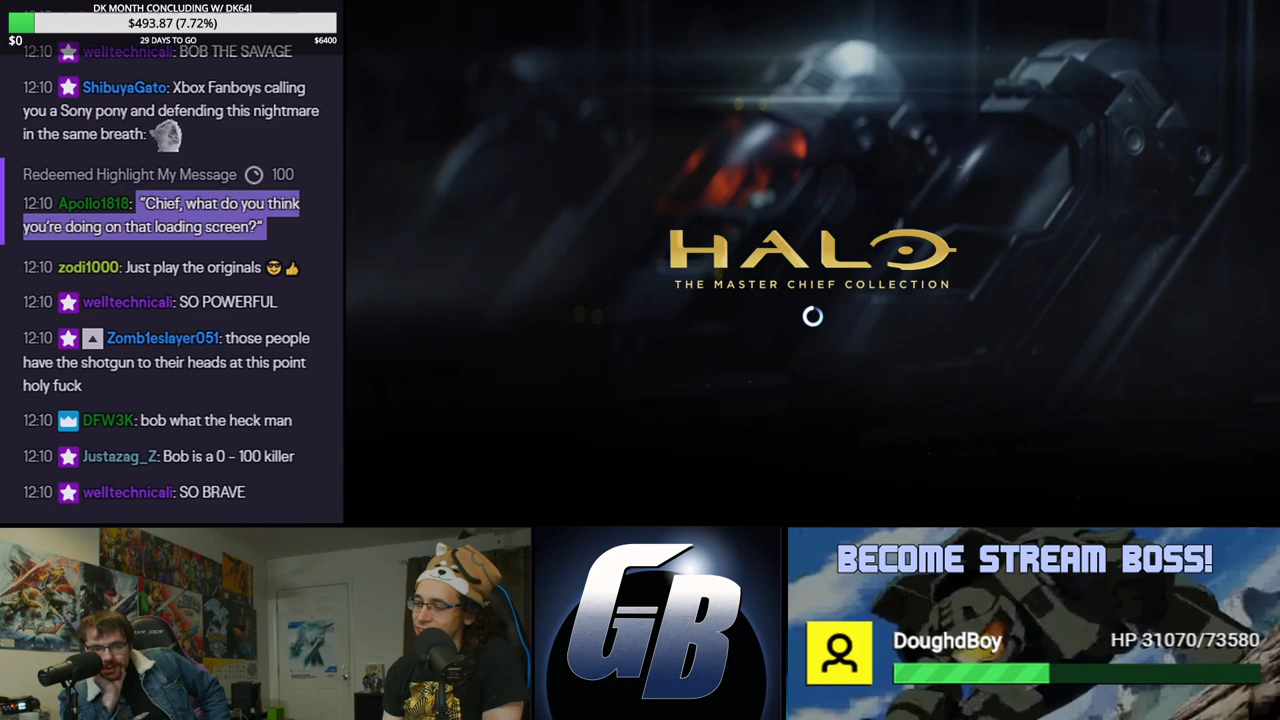 DK MONTH CONCLUDING W/ DK64!
$493.87 (7.72%)
$0 29 DAYS TO GO $6400
12:10 welltechnicali: BOB THE SAVAGE
12:10 ShibuyaGato: Xbox Fanboys calling
you a Sony pony and defending this nightmare
in the same breath:
Redeemed Highlight My Message 100
12:10 Apollo1818: "Chief, what do you think
you're doing on that loading screen?"
12:10 zodi1000: Just play the originals 😎👍
12:10 welltechnicali: SO POWERFUL
12:10 Zomb1eslayer051: those people
have the shotgun to their heads at this point
holy fuck
12:10 DFW3K: bob what the heck man
12:10 Justazag_Z: Bob is a 0 - 100 killer
12:10 welltechnicali: SO BRAVE
HALO
THE MASTER CHIEF COLLECTION
GB
BECOME STREAM BOSS!
DoughdBoy HP 31070/73580